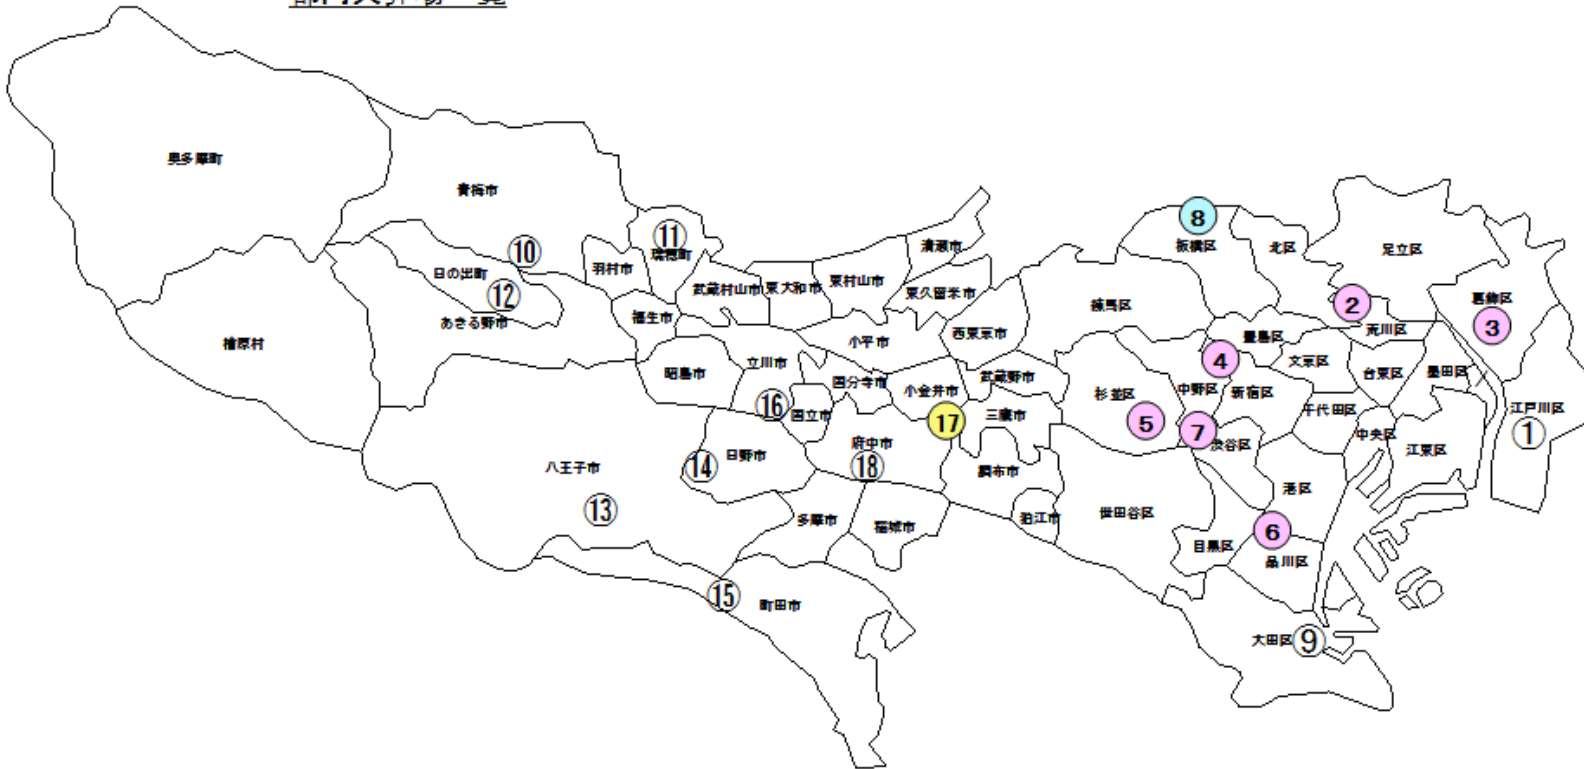 奥多摩町
青梅市
⑩
⑪
瑞穂町
羽村市
日の出町
⑫
あきる野市
檜原村
福生市
武蔵村山市
東大和市
東村山市
清瀬市
東久留米市
西東京市
小平市
立川市
昭島市
⑯
国立市
国分寺市
小金井市
武蔵野市
17
三鷹市
府中市
⑱
調布市
狛江市
日野市
⑭
八王子市
⑬
多摩市
稲城市
⑮
町田市
8
板橋区
北区
足立区
練馬区
2
荒川区
葛飾区
3
豊島区
4
文京区
台東区
墨田区
杉並区
5
中野区
新宿区
千代田区
7
渋谷区
中央区
江東区
江戸川区
①
港区
世田谷区
6
目黒区
品川区
大田区
⑨